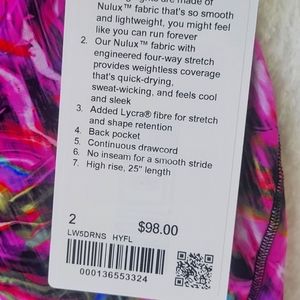 Nulux™ fabric that's so smooth
and lightweight, you might feel
like you can run forever
2. Our Nulux™ fabric with
engineered four-way stretch
provides weightless coverage
that's quick-drying,
sweat-wicking, and feels cool
and sleek
3. Added Lycra® fibre for stretch
and shape retention
4. Back pocket
5. Continuous drawcord
6. No inseam for a smooth stride
7. High rise, 25" length
2 $98.00
LW5DRNS HYFL
000136553324